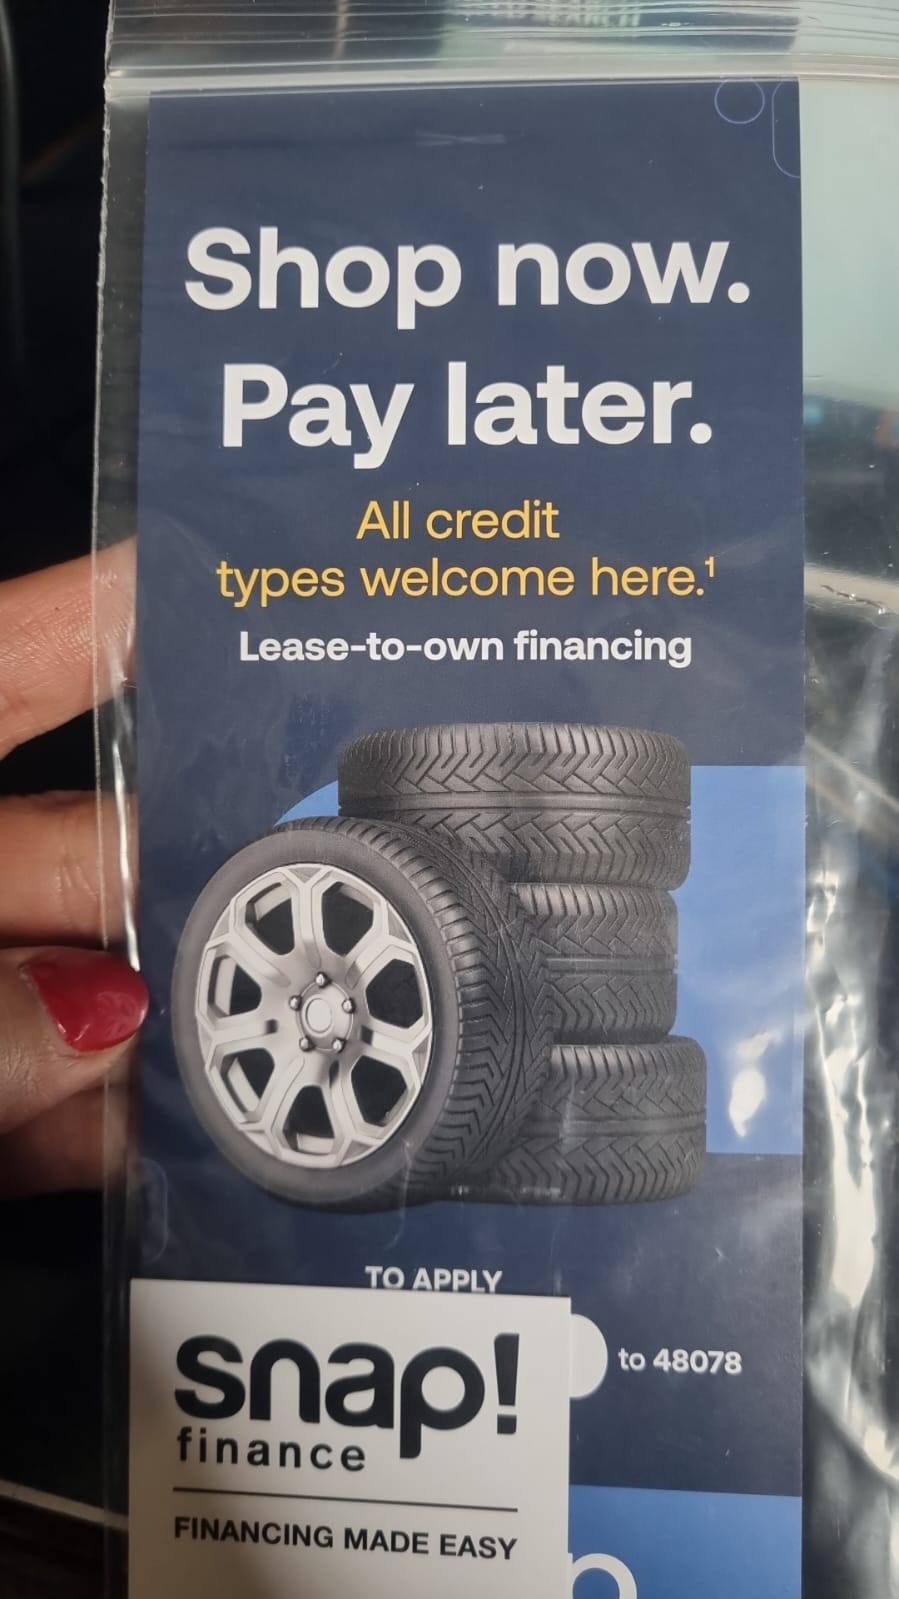 Shop now.
Pay later.
All credit
types welcome here.¹
Lease-to-own financing
TO APPLY
to 48078
snap!
finance
FINANCING MADE EASY